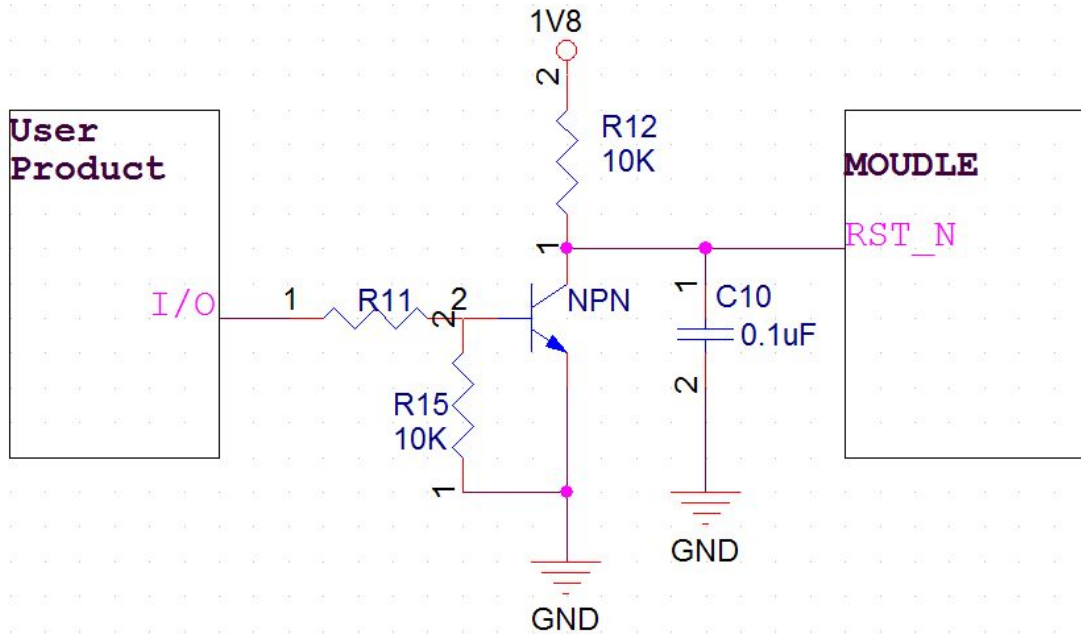 1V8
2
User
Product
R12
10K
MOUDLE
1
RST_N
I/O
1
R11
2
2
NPN
1
C10
0.1uF
R15
10K
2
1
GND
GND